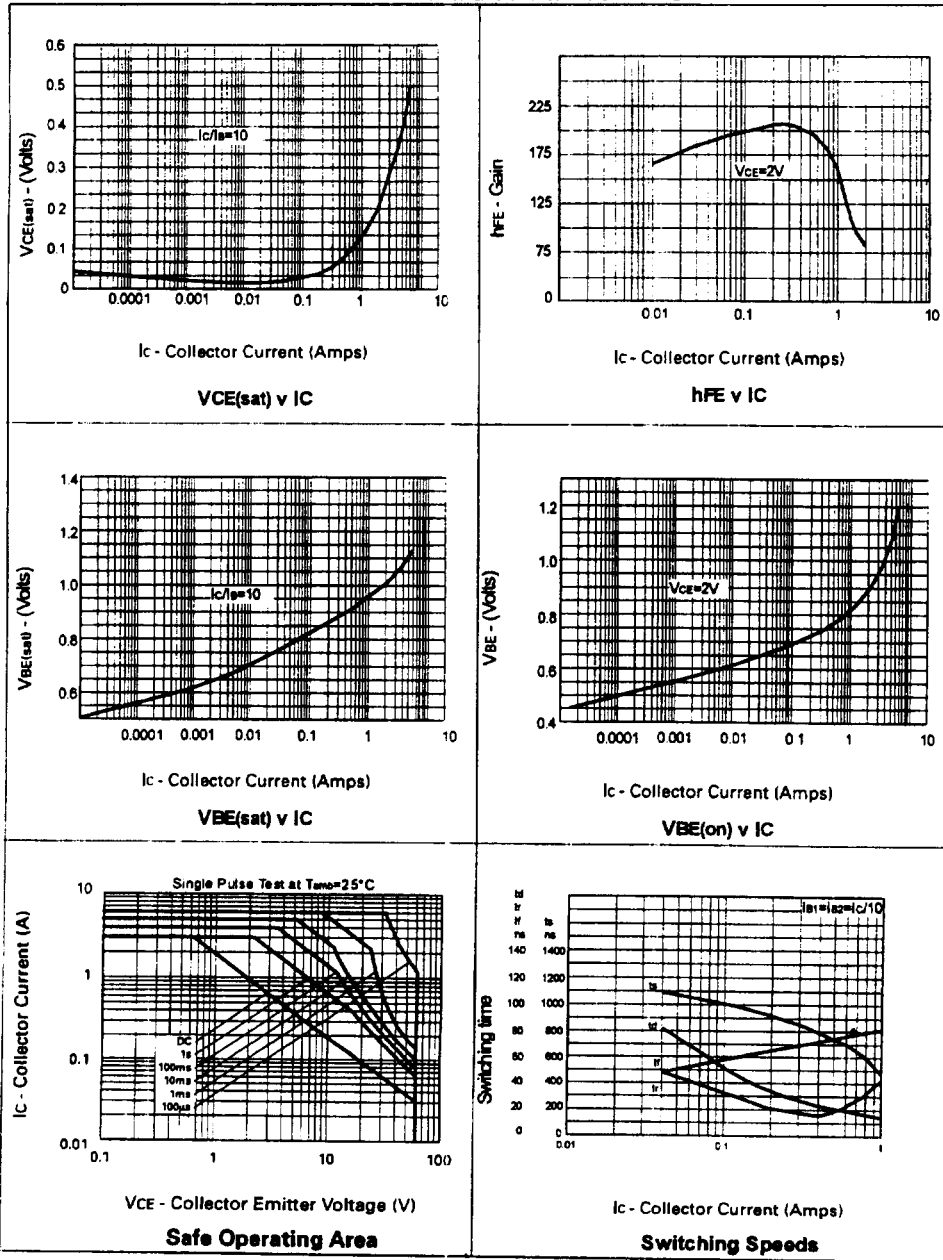 0.6
0.5
0.4
0.3
0.2
0.1
0
VCE(sat) - (Volts)
IC/IB=10
0.0001 0.001 0.01 0.1 1 10
Ic - Collector Current (Amps)
VCE(sat) v IC
225
175
125
75
0
hFE - Gain
VCE=2V
0.01 0.1 1 10
Ic - Collector Current (Amps)
hFE v IC
1.4
1.2
1.0
0.8
0.6
VBE(sat) - (Volts)
IC/IB=10
0.0001 0.001 0.01 0.1 1 10
Ic - Collector Current (Amps)
VBE(sat) v IC
1.2
1.0
0.8
0.6
0.4
VBE - (Volts)
VCE=2V
0.0001 0.001 0.01 0.1 1 10
Ic - Collector Current (Amps)
VBE(on) v IC
Single Pulse Test at Tamb=25°C
10
1
0.1
0.01
Ic - Collector Current (A)
DC
1s
100ms
10ms
1ms
100µs
0.1 1 10 100
VCE - Collector Emitter Voltage (V)
Safe Operating Area
IB1=IB2=IC/10
td
tr
tf ts
ns ns
140 1400
120 1200
100 1000
80 800
60 600
40 400
20 200
0 0
Switching time
ts
td
tf
tr
0.01 0.1 1
Ic - Collector Current (Amps)
Switching Speeds